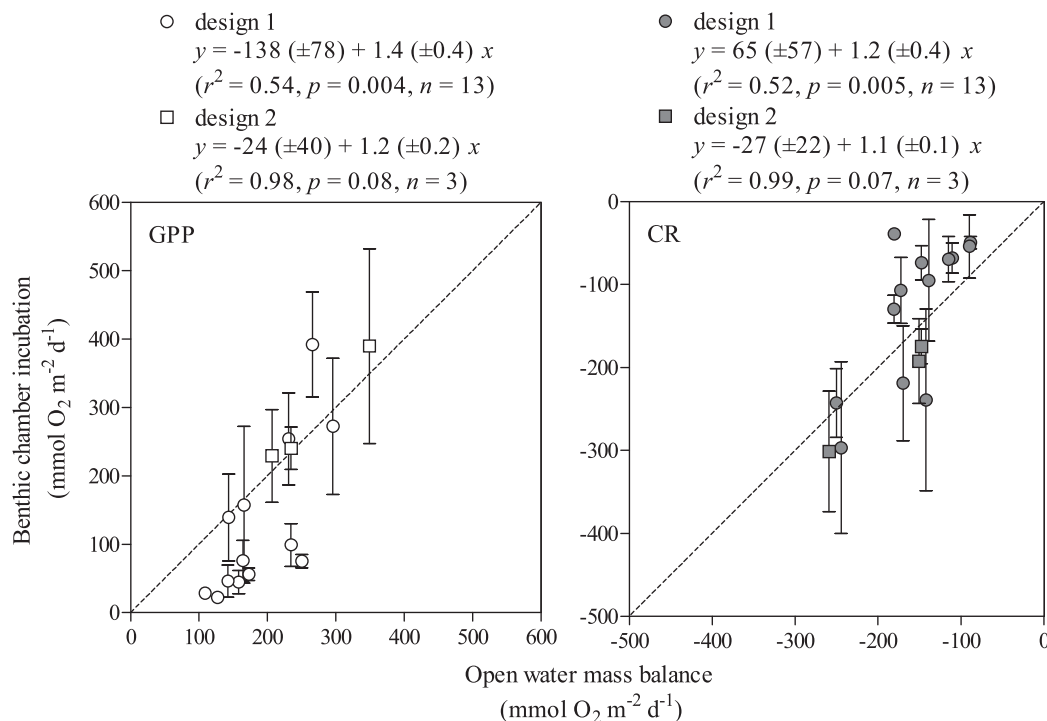 design 1
y = -138 (±78) + 1.4 (±0.4) x
(r² = 0.54, p = 0.004, n = 13)
design 2
y = -24 (±40) + 1.2 (±0.2) x
(r² = 0.98, p = 0.08, n = 3)
design 1
y = 65 (±57) + 1.2 (±0.4) x
(r² = 0.52, p = 0.005, n = 13)
design 2
y = -27 (±22) + 1.1 (±0.1) x
(r² = 0.99, p = 0.07, n = 3)
Benthic chamber incubation
(mmol O₂ m⁻² d⁻¹)
600
500
400
300
200
100
0
GPP
0 100 200 300 400 500 600
0
-100
-200
-300
-400
-500
CR
-500 -400 -300 -200 -100 0
Open water mass balance
(mmol O₂ m⁻² d⁻¹)